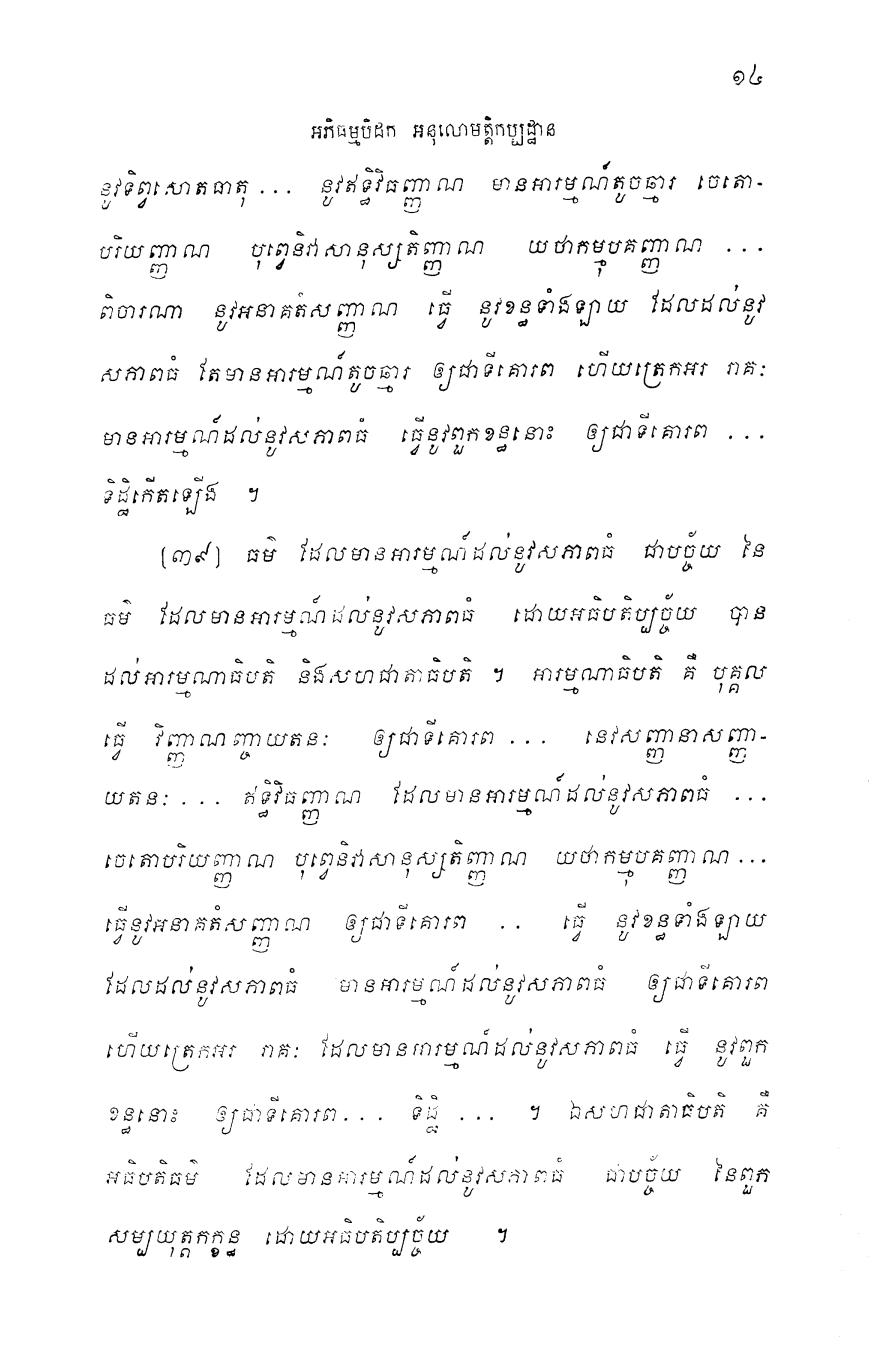 ១៤
អភិធម្មបិដក អនុលោមត្តិកប្បដ្ឋាន
នូវទិព្វសោតធាតុ ... នូវឥទ្ធិវិធញ្ញាណ មានអារម្មណ៍តូចឆ្មារ ចេតោ-
បរិយញ្ញាណ បុព្វេនិវាសានុស្សតិញ្ញាណ យថាកម្មុបគញ្ញាណ ...
ពិចារណា នូវអនាគតំសញ្ញាណ ធ្វើ នូវខន្ធទាំងឡាយ ដែលដល់នូវ
សភាពធំ តែមានអារម្មណ៍តូចឆ្មារ ឲ្យជាទីគោរព ហើយត្រេកអរ រាគៈ
មានអារម្មណ៍ដល់នូវសភាពធំ ធ្វើនូវពួកខន្ធនោះ ឲ្យជាទីគោរព ...
ទិដ្ឋិកើតឡើង ។
[៣៩] ធម៌ ដែលមានអារម្មណ៍ដល់នូវសភាពធំ ជាបច្ច័យ នៃ
ធម៌ ដែលមានអារម្មណ៍ដល់នូវសភាពធំ ដោយអធិបតិប្បច្ច័យ បាន
ដល់អារម្មណាធិបតិ និងសហជាតាធិបតិ ។ អារម្មណាធិបតិ គឺ បុគ្គល
ធ្វើ វិញ្ញាណញ្ចាយតនៈ ឲ្យជាទីគោរព ... នេវសញ្ញានាសញ្ញា-
យតនៈ ... ឥទ្ធិវិធញ្ញាណ ដែលមានអារម្មណ៍ដល់នូវសភាពធំ ...
ចេតោបរិយញ្ញាណ បុព្វេនិវាសានុស្សតិញ្ញាណ យថាកម្មុបគញ្ញាណ...
ធ្វើនូវអនាគតំសញ្ញាណ ឲ្យជាទីគោរព .. ធ្វើ នូវខន្ធទាំងឡាយ
ដែលដល់នូវសភាពធំ មានអារម្មណ៍ដល់នូវសភាពធំ ឲ្យជាទីគោរព
ហើយត្រេកអរ រាគៈ ដែលមានអារម្មណ៍ដល់នូវសភាពធំ ធ្វើ នូវពួក
ខន្ធនោះ ឲ្យជាទីគោរព... ទិដ្ឋិ ... ។ ឯសហជាតាធិបតិ គឺ
អធិបតិធម៌ ដែលមានអារម្មណ៍ដល់នូវសភាពធំ ជាបច្ច័យ នៃពួក
សម្បយុត្តកក្ខន្ធ ដោយអធិបតិប្បច្ច័យ ។